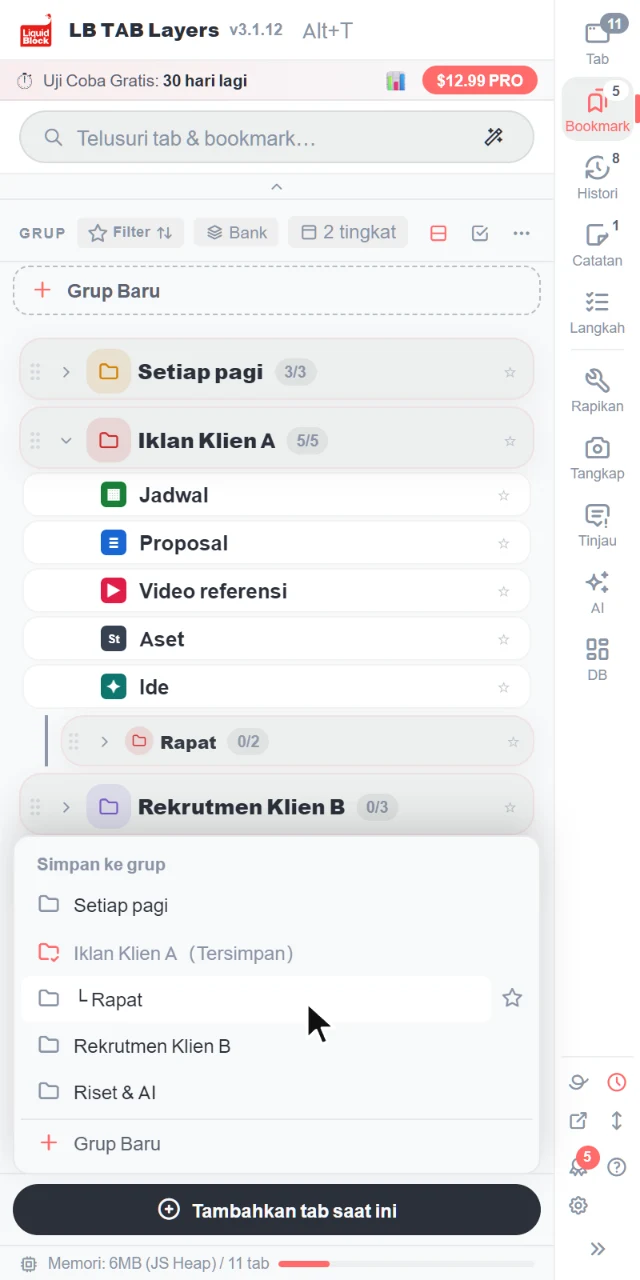 Liquid Block LB TAB Layers v3.1.12 Alt+T
Uji Coba Gratis: 30 hari lagi $12.99 PRO
Telusuri tab & bookmark…
GRUP Filter Bank 2 tingkat
Grup Baru
Setiap pagi 3/3
Iklan Klien A 5/5
Jadwal
Proposal
Video referensi
St Aset
Ide
Rapat 0/2
Rekrutmen Klien B 0/3
Simpan ke grup
Setiap pagi
Iklan Klien A (Tersimpan)
└ Rapat
Rekrutmen Klien B
Riset & AI
Grup Baru
Tambahkan tab saat ini
Memori: 6MB (JS Heap) / 11 tab
11
Tab
5
Bookmark
8
Histori
1
Catatan
Langkah
Rapikan
Tangkap
Tinjau
AI
DB
5